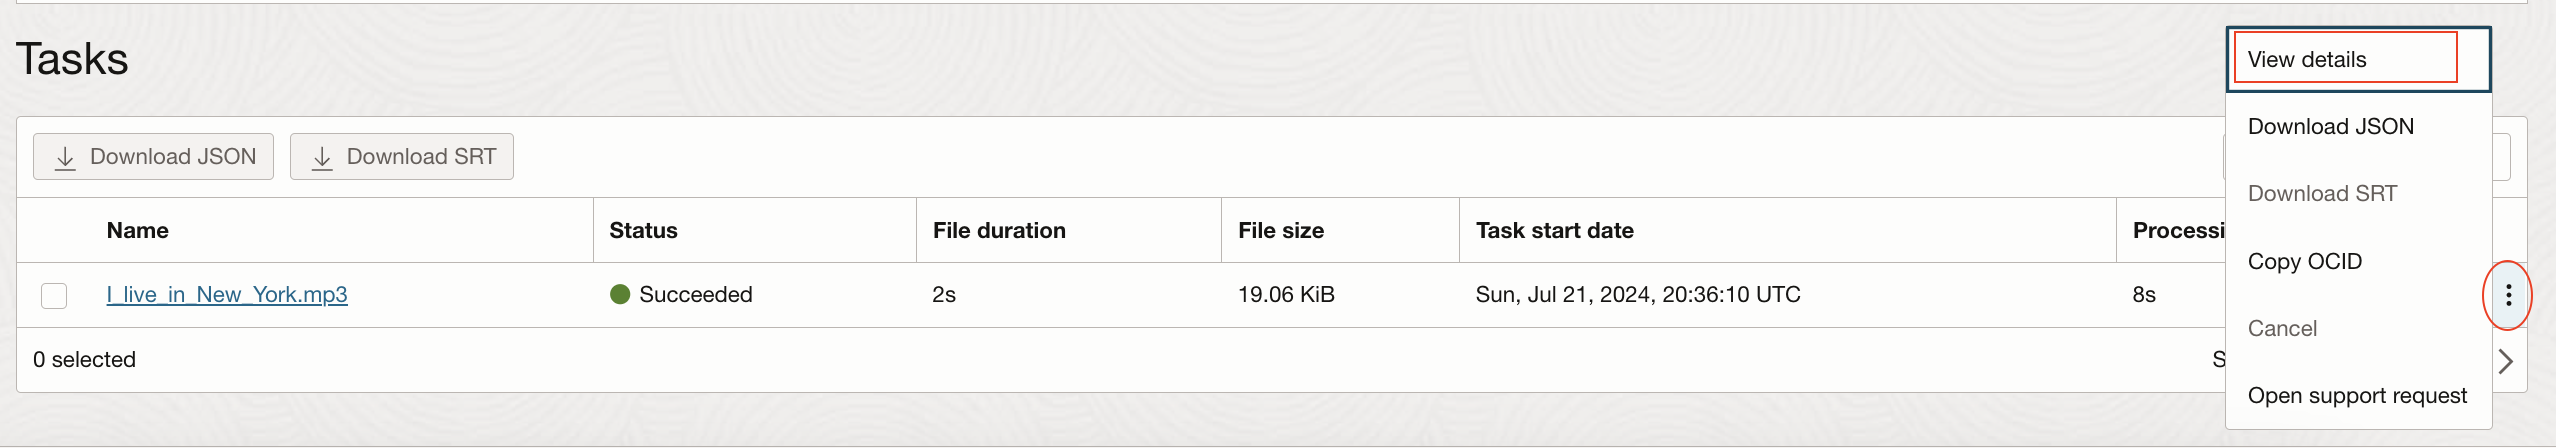 Tasks
View details
Download JSON
Download SRT
Copy OCID
Cancel
Open support request
Download JSON Download SRT
Name Status File duration File size Task start date
I_live_in_New_York.mp3 Succeeded 2s 19.06 KiB Sun, Jul 21, 2024, 20:36:10 UTC 8s
0 selected